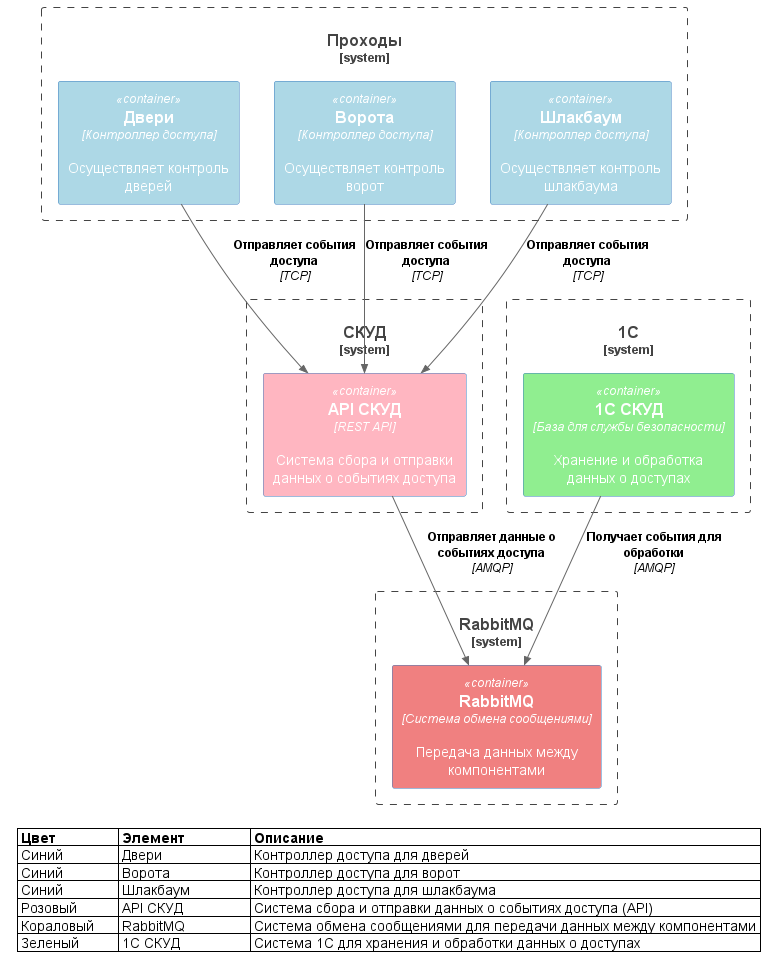 Проходы
[system]
«container»
Двери
[Контроллер доступа]
Осуществляет контроль
дверей
«container»
Ворота
[Контроллер доступа]
Осуществляет контроль
ворот
«container»
Шлакбаум
[Контроллер доступа]
Осуществляет контроль
шлакбаума
Отправляет события
доступа
[TCP]
Отправляет события
доступа
[TCP]
Отправляет события
доступа
[TCP]
СКУД
[system]
«container»
API СКУД
[REST API]
Система сбора и отправки
данных о событиях доступа
1С
[system]
«container»
1С СКУД
[База для службы безопасности]
Хранение и обработка
данных о доступах
Отправляет данные о
событиях доступа
[AMQP]
Получает события для
обработки
[AMQP]
RabbitMQ
[system]
«container»
RabbitMQ
[Система обмена сообщениями]
Передача данных между
компонентами
Цвет Элемент Описание
Синий Двери Контроллер доступа для дверей
Синий Ворота Контроллер доступа для ворот
Синий Шлакбаум Контроллер доступа для шлакбаума
Розовый API СКУД Система сбора и отправки данных о событиях доступа (API)
Кораловый RabbitMQ Система обмена сообщениями для передачи данных между компонентами
Зеленый 1С СКУД Система 1С для хранения и обработки данных о доступах